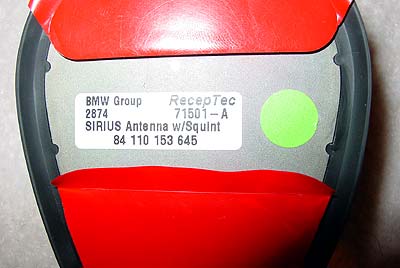 BMW Group RecepTec
2874 71501-A
SIRIUS Antenna w/Squint
84 110 153 645